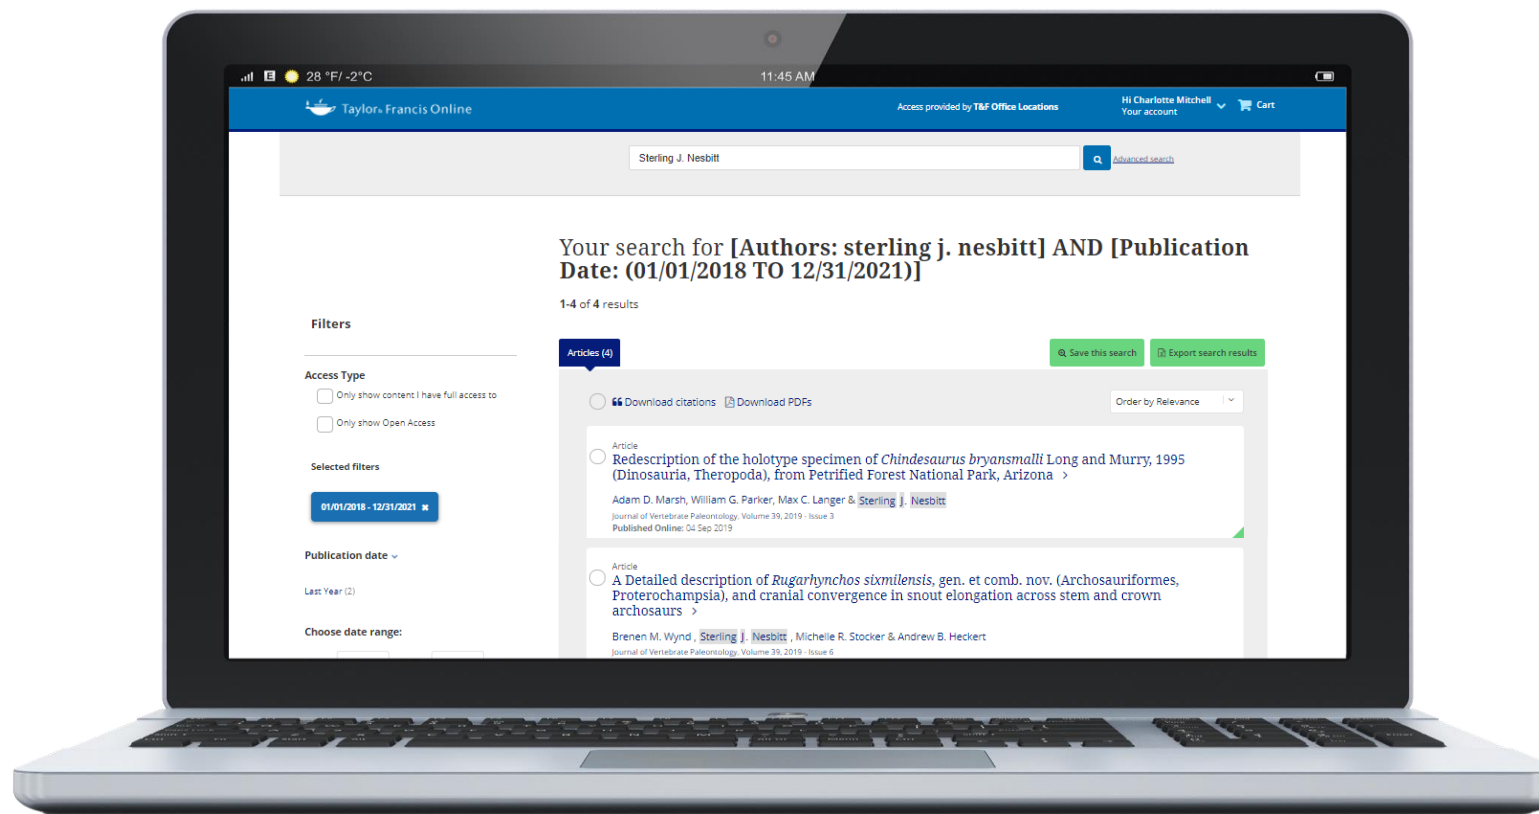 E 28 °F/ -2°C 11:45 AM
Taylor & Francis Online
Access provided by T&F Office Locations
Hi Charlotte Mitchell
Your account
Cart
Sterling J. Nesbitt
Advanced search
Your search for [Authors: sterling j. nesbitt] AND [Publication
Date: (01/01/2018 TO 12/31/2021)]
1-4 of 4 results
Filters
Access Type
Only show content I have full access to
Only show Open Access
Selected filters
01/01/2018 - 12/31/2021 ×
Publication date
Last Year (2)
Choose date range:
Articles (4)
Save this search
Export search results
Download citations Download PDFs
Order by Relevance
Article
Redescription of the holotype specimen of Chindesaurus bryansmalli Long and Murry, 1995
(Dinosauria, Theropoda), from Petrified Forest National Park, Arizona >
Adam D. Marsh, William G. Parker, Max C. Langer & Sterling J. Nesbitt
Journal of Vertebrate Paleontology, Volume 39, 2019 - Issue 3
Published Online: 04 Sep 2019
Article
A Detailed description of Rugarhynchos sixmilensis, gen. et comb. nov. (Archosauriformes,
Proterochampsia), and cranial convergence in snout elongation across stem and crown
archosaurs >
Brenen M. Wynd , Sterling J. Nesbitt , Michelle R. Stocker & Andrew B. Heckert
Journal of Vertebrate Paleontology, Volume 39, 2019 - Issue 6